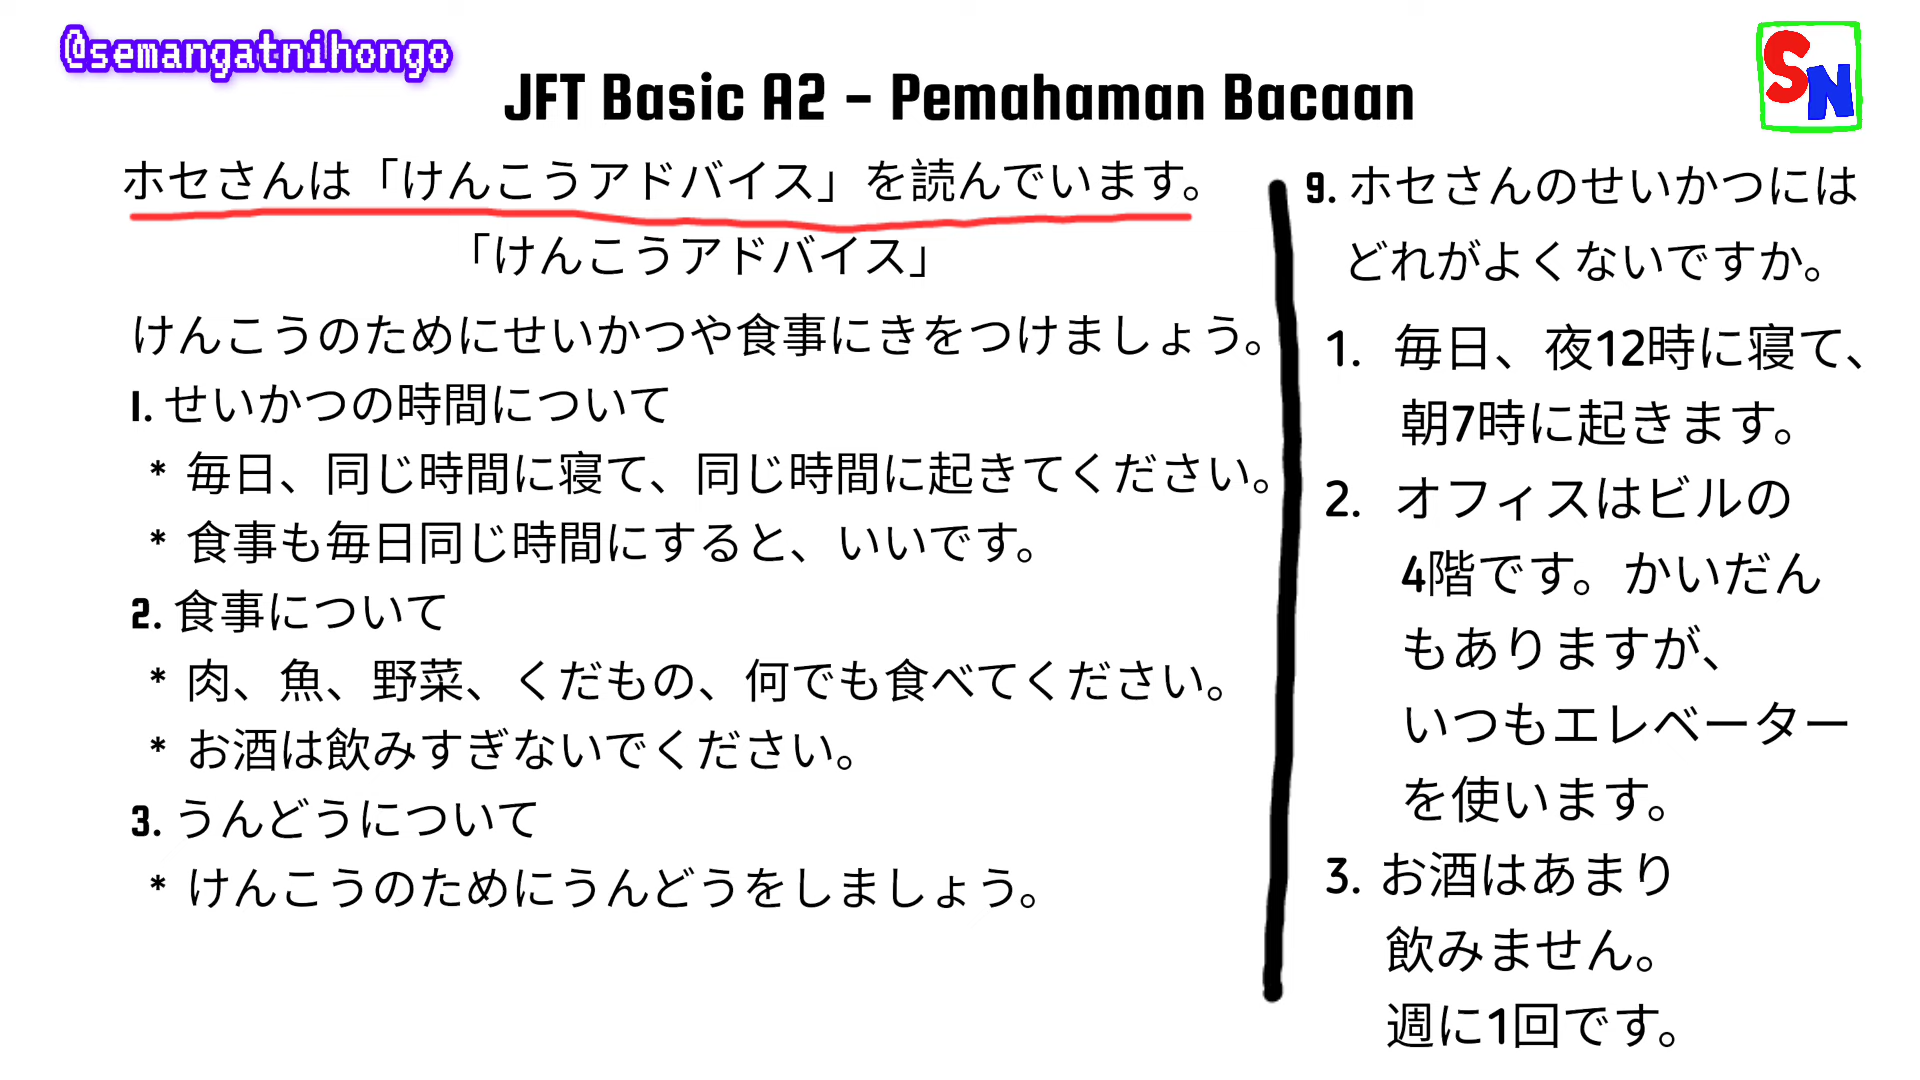 @semangatnihongo
SN
JFT Basic A2 - Pemahaman Bacaan
ホセさんは「けんこうアドバイス」を読んでいます。
「けんこうアドバイス」
けんこうのためにせいかつや食事にきをつけましょう。
1. せいかつの時間について
* 毎日、同じ時間に寝て、同じ時間に起きてください。
* 食事も毎日同じ時間にすると、いいです。
2. 食事について
* 肉、魚、野菜、くだもの、何でも食べてください。
* お酒は飲みすぎないでください。
3. うんどうについて
* けんこうのためにうんどうをしましょう。
9. ホセさんのせいかつには
どれがよくないですか。
1. 毎日、夜12時に寝て、
朝7時に起きます。
2. オフィスはビルの
4階です。かいだん
もありますが、
いつもエレベーター
を使います。
3. お酒はあまり
飲みません。
週に1回です。